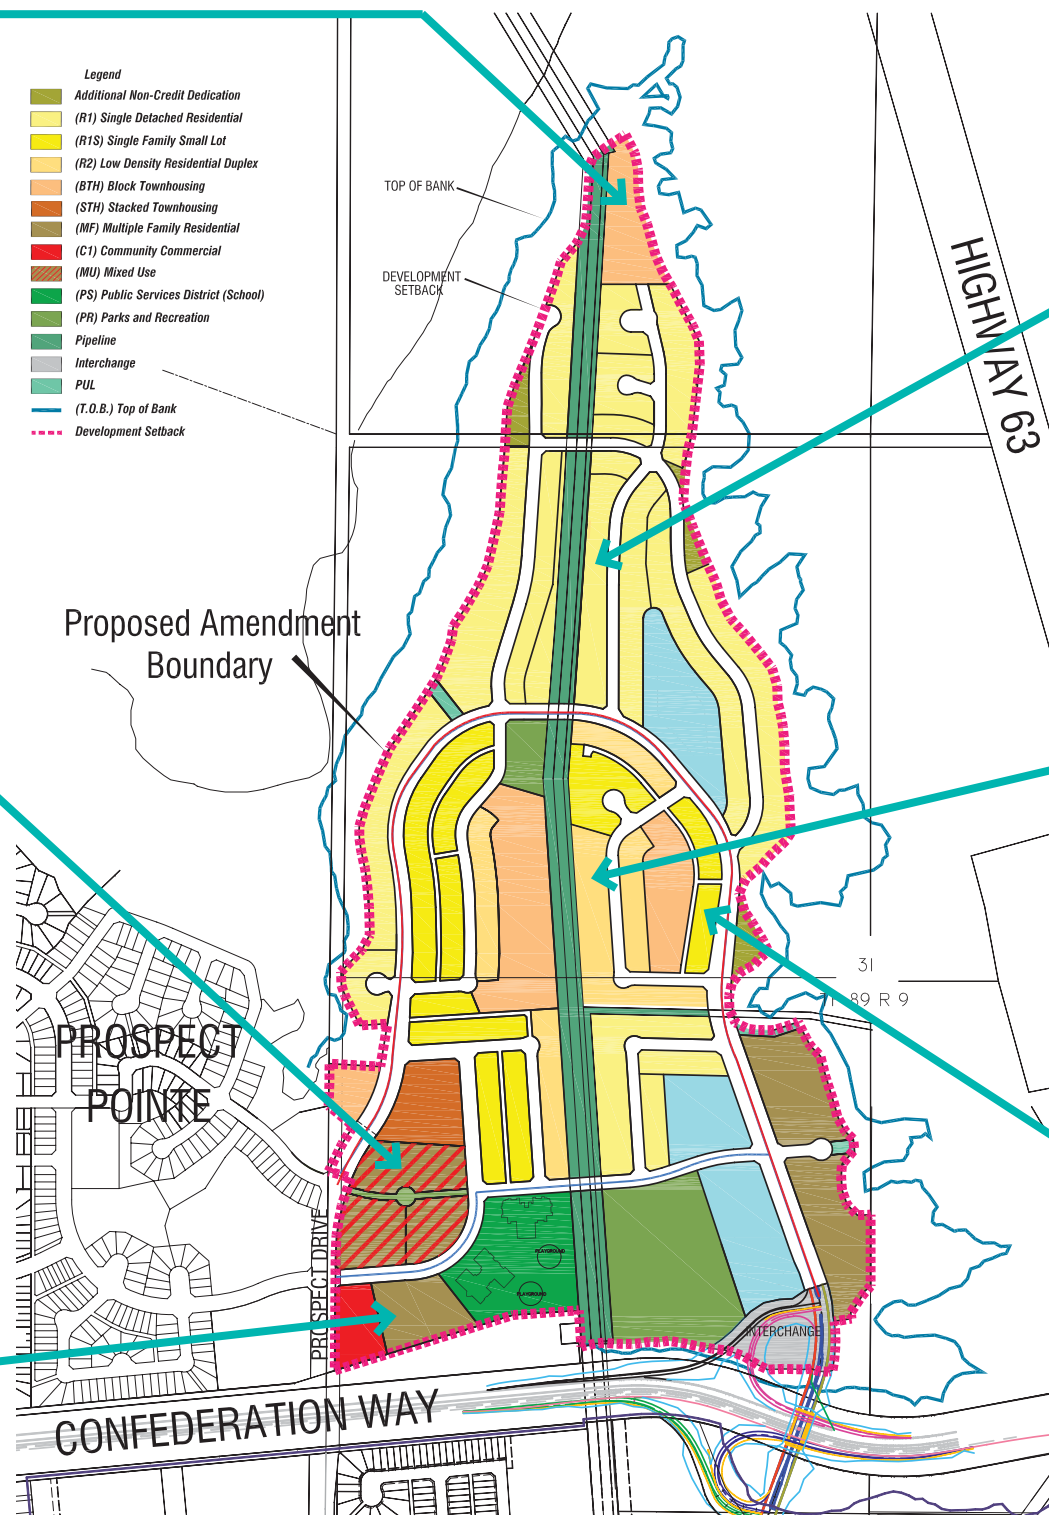 Legend
Additional Non-Credit Dedication
(R1) Single Detached Residential
(R1S) Single Family Small Lot
(R2) Low Density Residential Duplex
(BTH) Block Townhousing
(STH) Stacked Townhousing
(MF) Multiple Family Residential
(C1) Community Commercial
(MU) Mixed Use
(PS) Public Services District (School)
(PR) Parks and Recreation
Pipeline
Interchange
PUL
(T.O.B.) Top of Bank
Development Setback
TOP OF BANK
DEVELOPMENT
SETBACK
HIGHWAY 63
Proposed Amendment
Boundary
31
89 R 9
PROSPECT
POINTE
PROSPECT DRIVE
PLAYGROUND
PLAYGROUND
INTERCHANGE
CONFEDERATION WAY